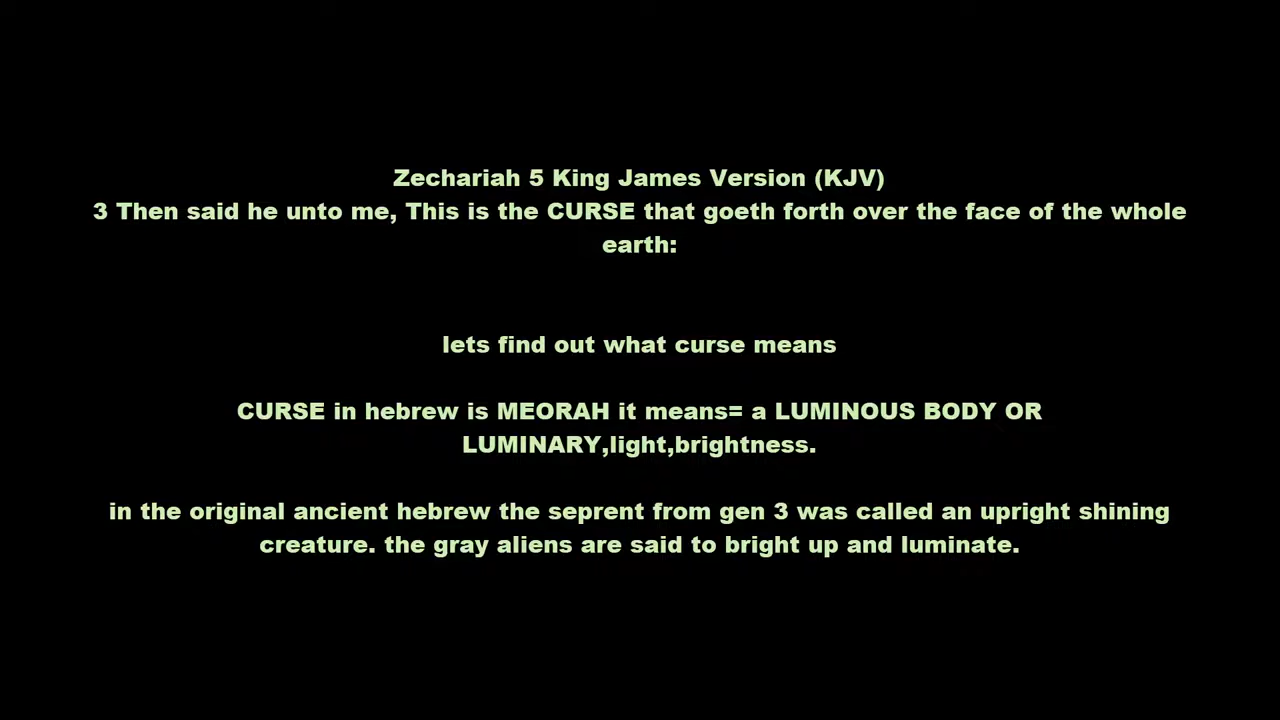 Zechariah 5 King James Version (KJV)
3 Then said he unto me, This is the CURSE that goeth forth over the face of the whole
earth:
lets find out what curse means
CURSE in hebrew is MEORAH it means= a LUMINOUS BODY OR
LUMINARY,light,brightness.
in the original ancient hebrew the seprent from gen 3 was called an upright shining
creature. the gray aliens are said to bright up and luminate.